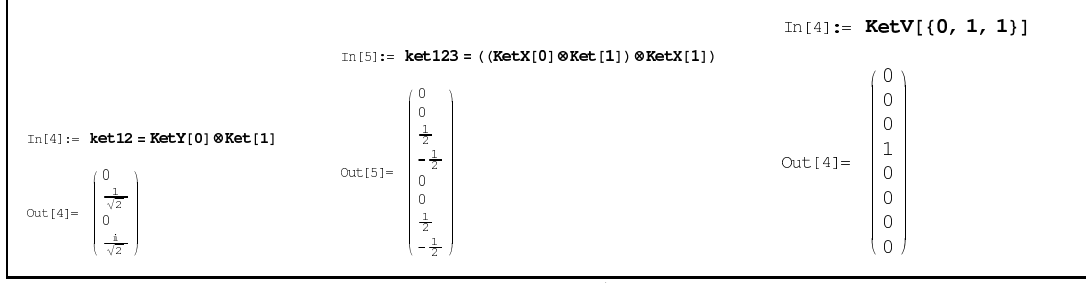 In[4]:= ket12 = KetY[0]⊗Ket[1]
Out[4]=
0
1/√2
0
i/√2
In[5]:= ket123 = ((KetX[0]⊗Ket[1])⊗KetX[1])
Out[5]=
0
0
1/2
-1/2
0
0
1/2
-1/2
In[4]:= KetV[{0, 1, 1}]
Out[4]=
0
0
0
1
0
0
0
0